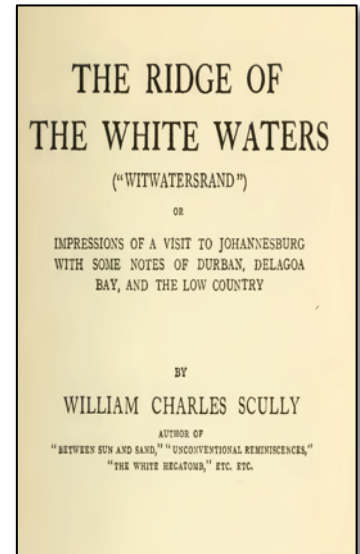 THE RIDGE OF
THE WHITE WATERS
("WITWATERSRAND")
OR
IMPRESSIONS OF A VISIT TO JOHANNESBURG
WITH SOME NOTES OF DURBAN, DELAGOA
BAY, AND THE LOW COUNTRY
BY
WILLIAM CHARLES SCULLY
AUTHOR OF
"BETWEEN SUN AND SAND," "UNCONVENTIONAL REMINISCENCES,"
"THE WHITE HECATOMB," ETC. ETC.